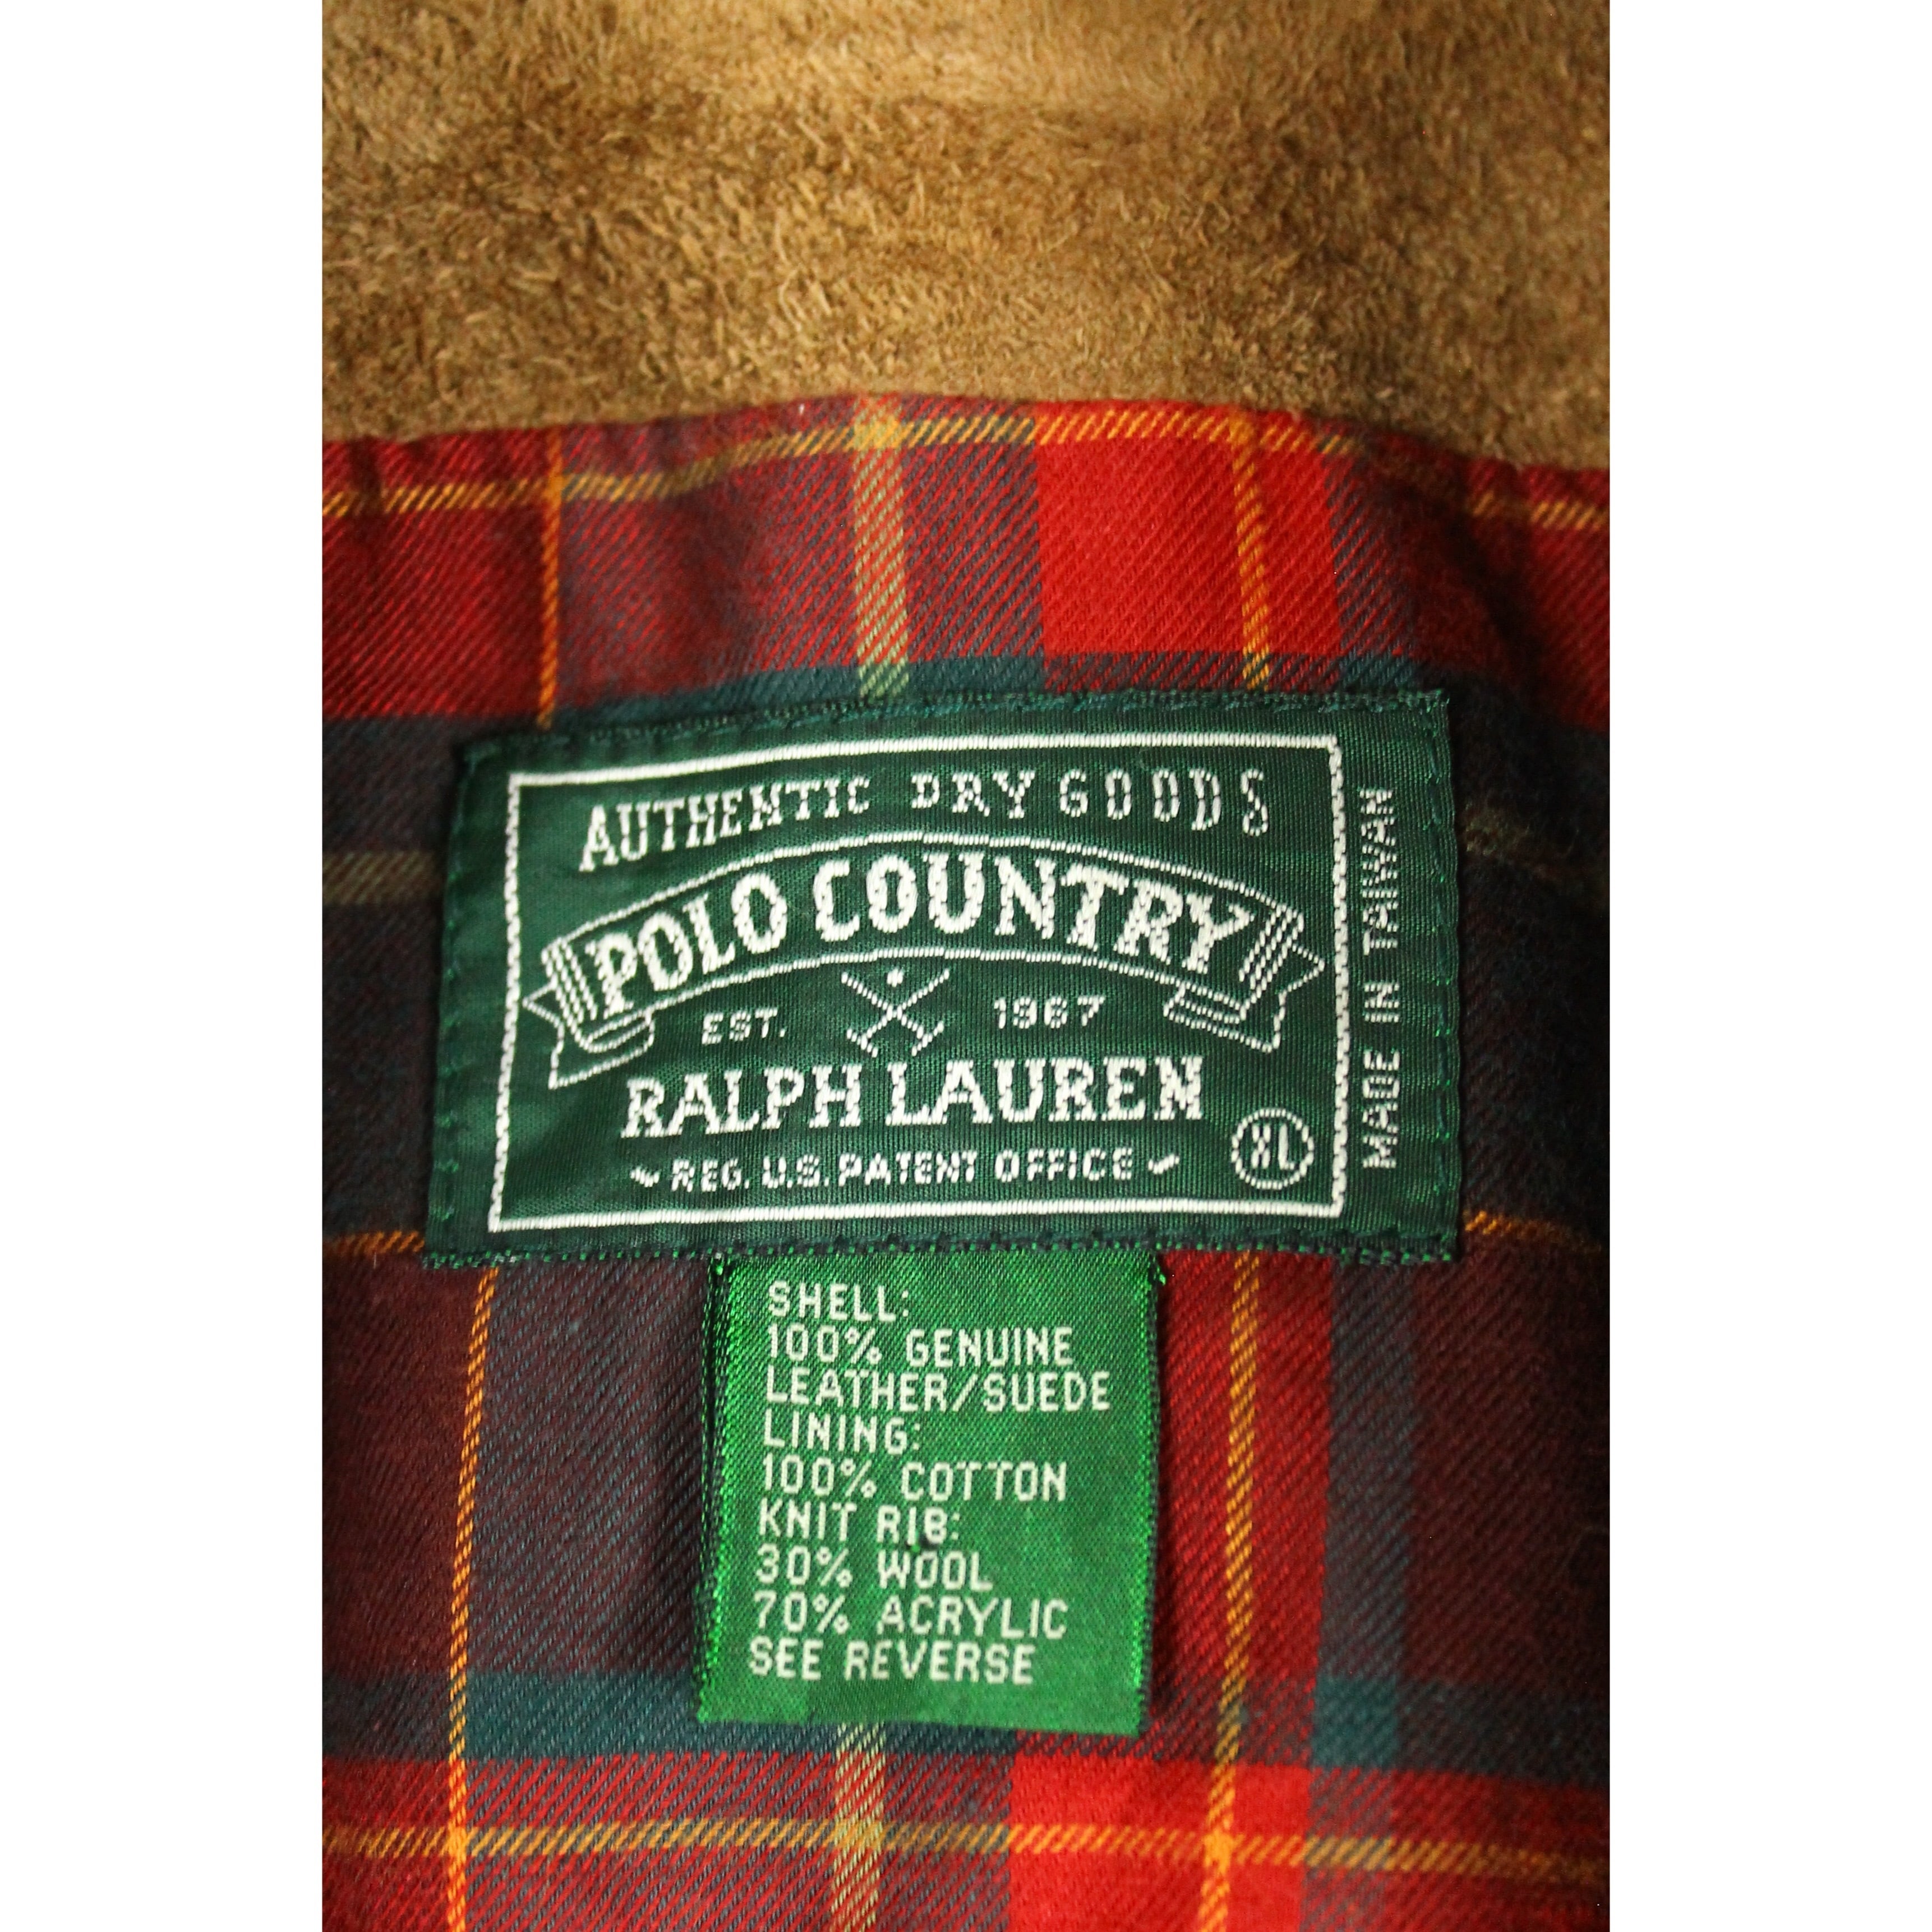 AUTHENTIC DRY GOODS
POLO COUNTRY
EST. 1967
RALPH LAUREN
REG. U.S. PATENT OFFICE
XL
MADE IN TAIWAN
SHELL:
100% GENUINE
LEATHER/SUEDE
LINING:
100% COTTON
KNIT RIB:
30% WOOL
70% ACRYLIC
SEE REVERSE